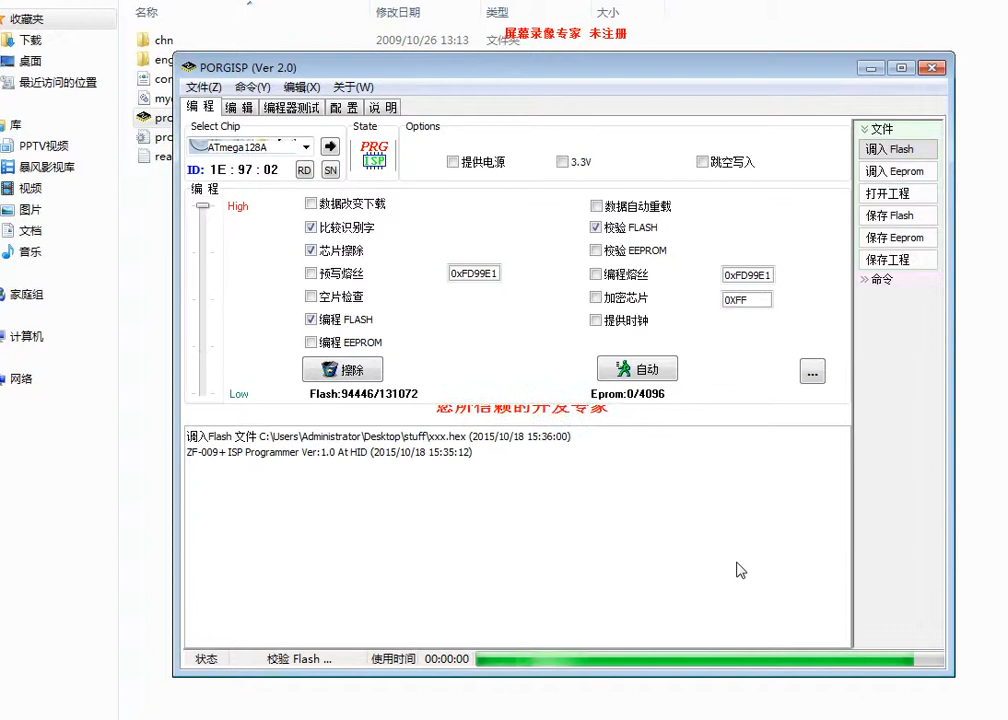 收藏夹
下载
桌面
最近访问的位置
库
PPTV视频
暴风影视库
视频
图片
文档
音乐
家庭组
计算机
网络
名称
修改日期
类型
大小
屏幕录像专家 未注册
chn
2009/10/26 13:13
文件夹
eng
con
my
pro
pro
rea
PORGISP (Ver 2.0)
文件(Z)
命令(Y)
编辑(X)
关于(W)
编 程
编 辑
编程器测试
配 置
说 明
Select Chip
ATmega128A
ID: 1E : 97 : 02
RD
SN
State
PRG
ISP
Options
提供电源
3.3V
跳空写入
编 程
High
Low
数据改变下载
比较识别字
芯片擦除
预写熔丝
0xFD99E1
空片检查
编程 FLASH
编程 EEPROM
数据自动重载
校验 FLASH
校验 EEPROM
编程熔丝
0xFD99E1
加密芯片
0XFF
提供时钟
擦除
自动
...
Flash:94446/131072
Eprom:0/4096
您所信赖的开发专家
调入Flash 文件 C:\Users\Administrator\Desktop\stuff\xxx.hex (2015/10/18 15:36:00)
ZF-009+ ISP Programmer Ver:1.0 At HID (2015/10/18 15:35:12)
文件
调入 Flash
调入 Eeprom
打开工程
保存 Flash
保存 Eeprom
保存工程
命令
状态
校验 Flash ...
使用时间
00:00:00